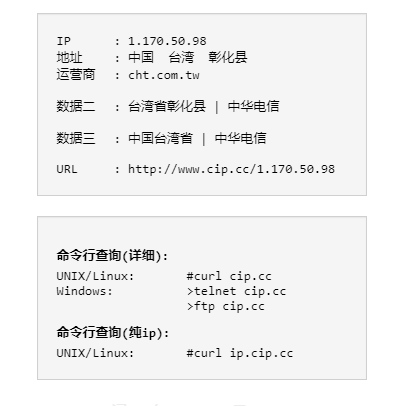 IP : 1.170.50.98
地址 : 中国 台湾 彰化县
运营商 : cht.com.tw
数据二 : 台湾省彰化县 | 中华电信
数据三 : 中国台湾省 | 中华电信
URL : http://www.cip.cc/1.170.50.98
命令行查询(详细):
UNIX/Linux: #curl cip.cc
Windows: >telnet cip.cc
>ftp cip.cc
命令行查询(纯ip):
UNIX/Linux: #curl ip.cip.cc